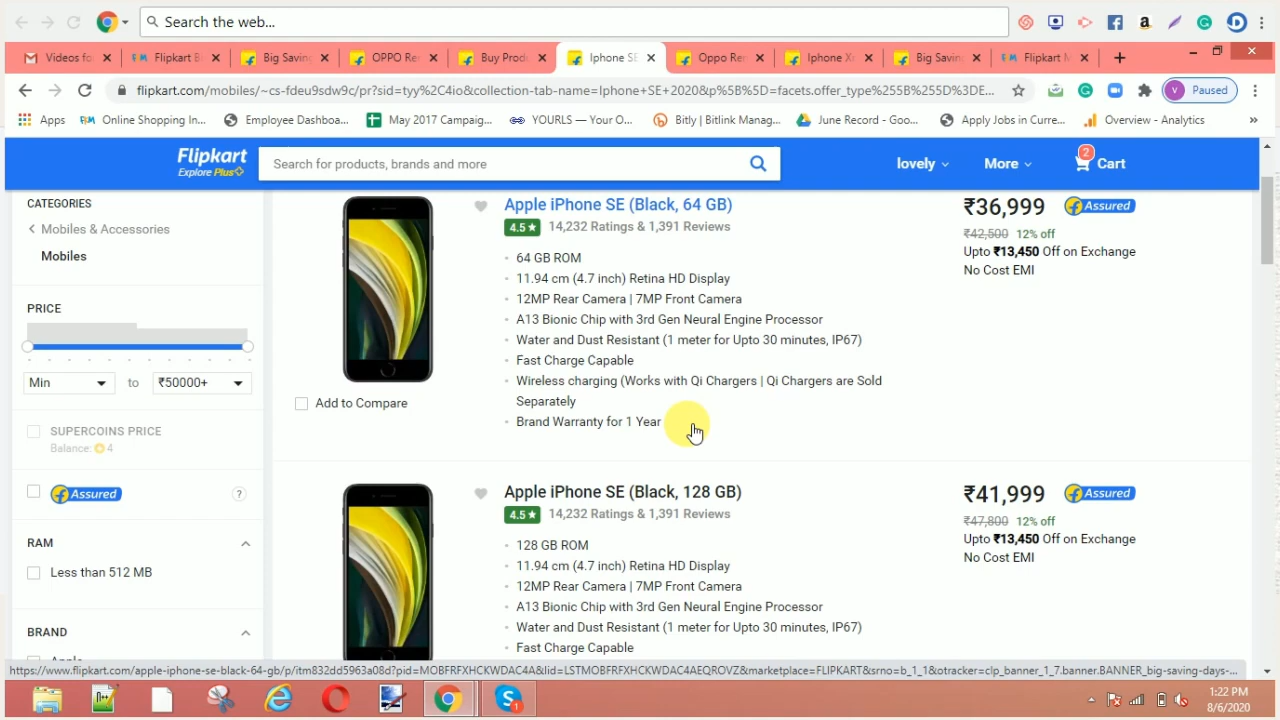 Search the web...
Videos fo
Flipkart B
Big Saving
OPPO Re
Buy Prod
Iphone SE
Oppo Ren
Iphone X
Big Saving
Flipkart M
flipkart.com/mobiles/~cs-fdeu9sdw9c/pr?sid=tyy%2C4io&collection-tab-name=Iphone+SE+2020&p%5B%5D=facets.offer_type%255B%255D%3DE...
Paused
Apps
Online Shopping In...
Employee Dashboa...
May 2017 Campaig...
YOURLS — Your O...
Bitly | Bitlink Manag...
June Record - Goo...
Apply Jobs in Curre...
Overview - Analytics
»
Flipkart
Explore Plus
Search for products, brands and more
lovely
More
2
Cart
CATEGORIES
Mobiles & Accessories
Mobiles
PRICE
Min
to
₹50000+
SUPERCOINS PRICE
Balance: 4
Assured
?
RAM
Less than 512 MB
BRAND
Add to Compare
Apple iPhone SE (Black, 64 GB)
4.5★ 14,232 Ratings & 1,391 Reviews
64 GB ROM
11.94 cm (4.7 inch) Retina HD Display
12MP Rear Camera | 7MP Front Camera
A13 Bionic Chip with 3rd Gen Neural Engine Processor
Water and Dust Resistant (1 meter for Upto 30 minutes, IP67)
Fast Charge Capable
Wireless charging (Works with Qi Chargers | Qi Chargers are Sold
Separately
Brand Warranty for 1 Year
₹36,999
Assured
₹42,500 12% off
Upto ₹13,450 Off on Exchange
No Cost EMI
Apple iPhone SE (Black, 128 GB)
4.5★ 14,232 Ratings & 1,391 Reviews
128 GB ROM
11.94 cm (4.7 inch) Retina HD Display
12MP Rear Camera | 7MP Front Camera
A13 Bionic Chip with 3rd Gen Neural Engine Processor
Water and Dust Resistant (1 meter for Upto 30 minutes, IP67)
Fast Charge Capable
₹41,999
Assured
₹47,800 12% off
Upto ₹13,450 Off on Exchange
No Cost EMI
https://www.flipkart.com/apple-iphone-se-black-64-gb/p/itm832dd5963a08d?pid=MOBFRFXHCKWDAC4A&lid=LSTMOBFRFXHCKWDAC4AEQROVZ&marketplace=FLIPKART&srno=b_1_1&otracker=clp_banner_1_7.banner.BANNER_big-saving-days-...
1:22 PM
8/6/2020